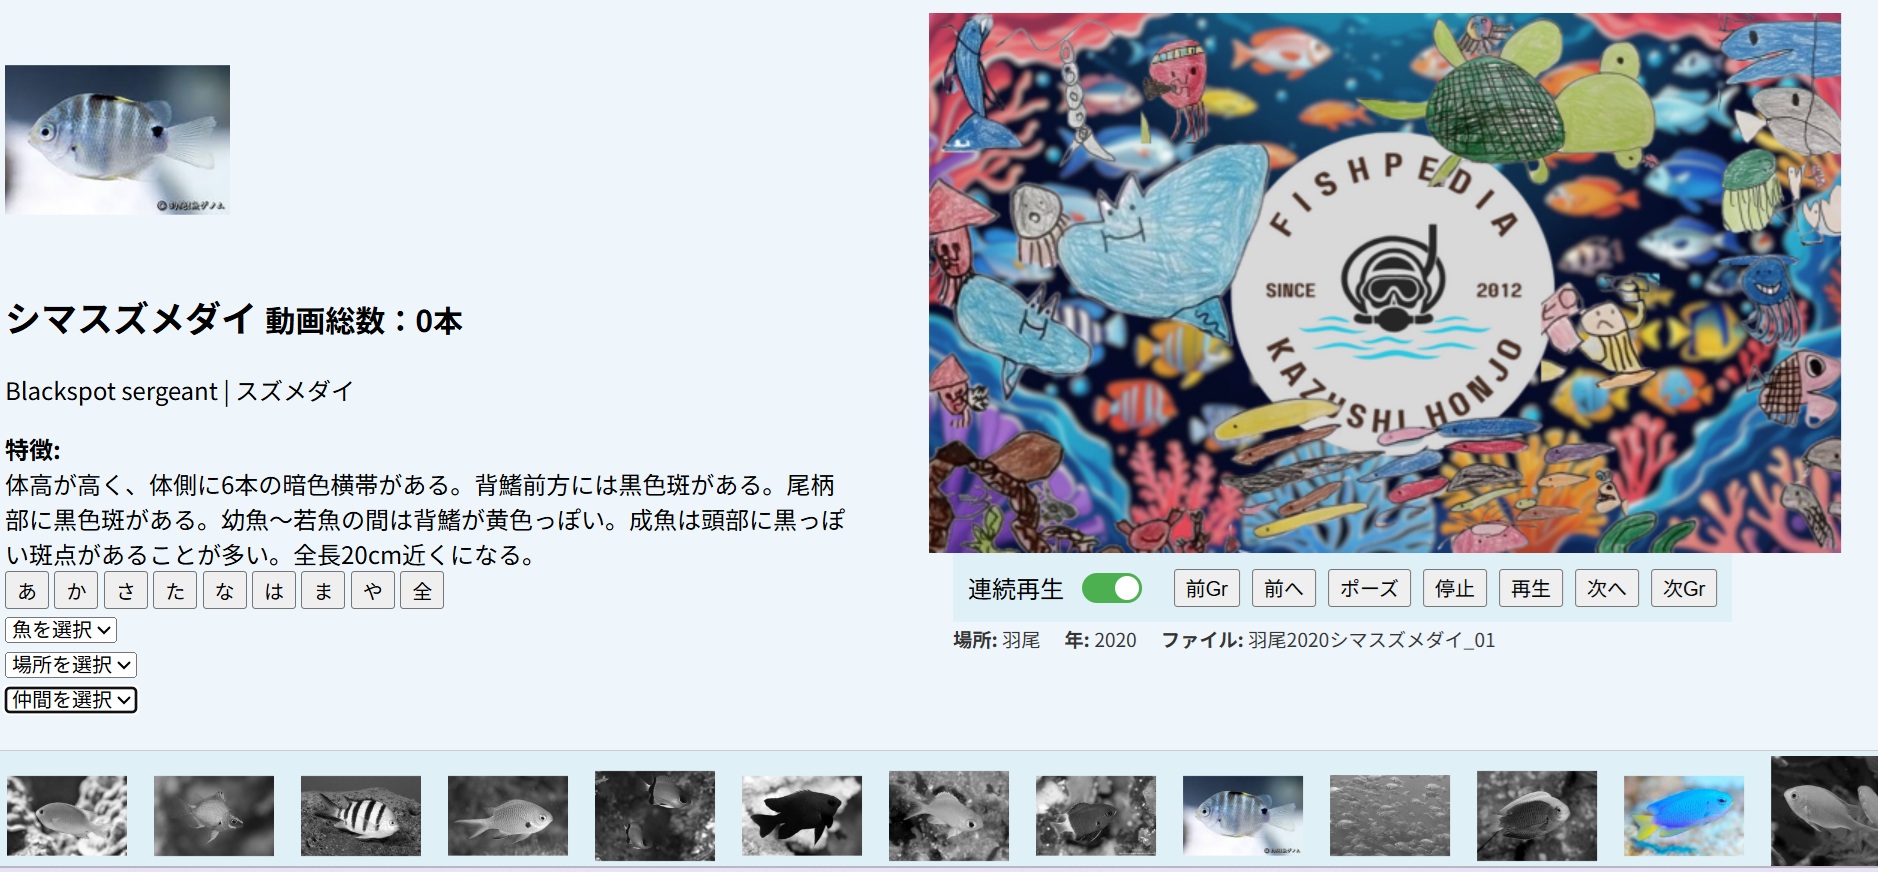 シマスズメダイ 動画総数：0本
Blackspot sergeant | スズメダイ
特徴:
体高が高く、体側に6本の暗色横帯がある。背鰭前方には黒色斑がある。尾柄
部に黒色斑がある。幼魚～若魚の間は背鰭が黄色っぽい。成魚は頭部に黒っぽ
い斑点があることが多い。全長20cm近くになる。
あ か さ た な は ま や 全
魚を選択
場所を選択
仲間を選択
FISHPEDIA
SINCE 2012
KAZUSHI HONJO
連続再生 前Gr 前へ ポーズ 停止 再生 次へ 次Gr
場所: 羽尾 年: 2020 ファイル: 羽尾2020シマスズメダイ_01